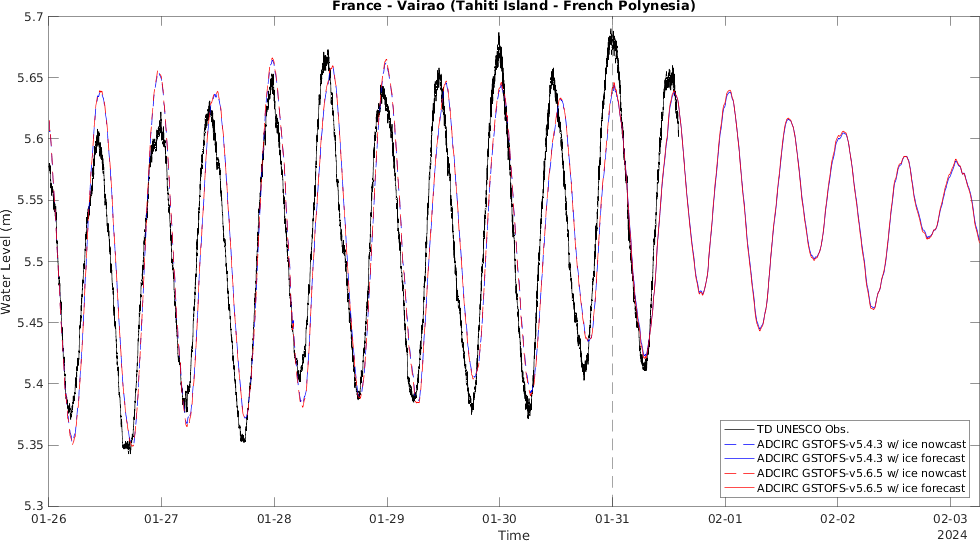 France - Vairao (Tahiti Island - French Polynesia)
5.7
5.65
5.6
5.55
5.5
5.45
5.4
5.35
5.3
Water Level (m)
TD UNESCO Obs.
ADCIRC GSTOFS-v5.4.3 w/ ice nowcast
ADCIRC GSTOFS-v5.4.3 w/ ice forecast
ADCIRC GSTOFS-v5.6.5 w/ ice nowcast
ADCIRC GSTOFS-v5.6.5 w/ ice forecast
01-26 01-27 01-28 01-29 01-30 01-31 02-01 02-02 02-03
Time 2024